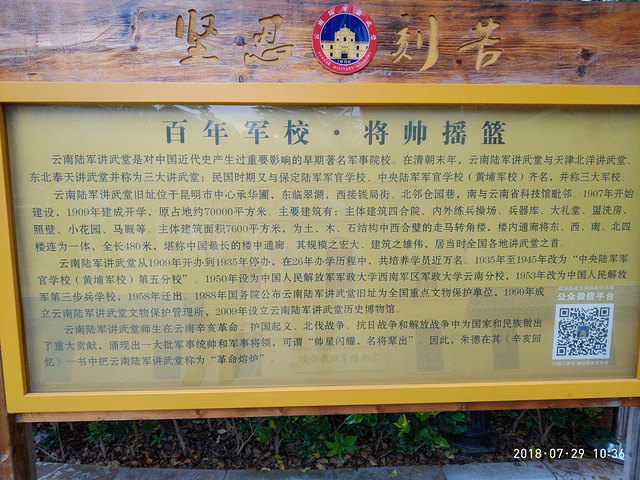 坚忍刻苦
1909
百年军校·将帅摇篮
云南陆军讲武堂是对中国近代史产生过重要影响的早期著名军事院校。在清朝末年，云南陆军讲武堂与天津北洋讲武堂、
东北奉天讲武堂并称为三大讲武堂；民国时期又与保定陆军军官学校、中央陆军军官学校（黄埔军校）齐名，并称三大军校。
云南陆军讲武堂旧址位于昆明市中心承华圃，东临翠湖，西接钱局街，北邻仓园巷，南与云南省科技馆毗邻。1907年开始
建设，1909年建成开学，原占地约70000平方米。主要建筑有：主体建筑四合院、内外练兵操场、兵器库、大礼堂、盥洗房、
照壁、小花园、马厩等。主体建筑面积7600平方米，为土、木、石结构中西合璧的走马转角楼，楼内通廊将东、西、南、北四
楼连为一体，全长480米，堪称中国最长的楼中通廊。其规模之宏大、建筑之雄伟，居当时全国各地讲武堂之首。
云南陆军讲武堂从1909年开办到1935年停办，在26年办学历程中，共培养学员近万名。1935年至1945年改为“中央陆军军
官学校（黄埔军校）第五分校”。1950年设为中国人民解放军军政大学西南军区军政大学云南分校，1953年改为中国人民解放
军第三步兵学校，1958年迁出。1988年国务院公布云南陆军讲武堂旧址为全国重点文物保护单位，1990年成
立云南陆军讲武堂文物保护管理所，2009年设立云南陆军讲武堂历史博物馆。
云南陆军讲武堂师生在云南辛亥革命、护国起义、北伐战争、抗日战争和解放战争中为国家和民族做出
了重大贡献，涌现出一大批军事统帅和军事将领，可谓“帅星闪耀，名将辈出”。因此，朱德在其《辛亥回
忆》一书中把云南陆军讲武堂称为“革命熔炉”。
公众微信平台
2018·07·29 10:36